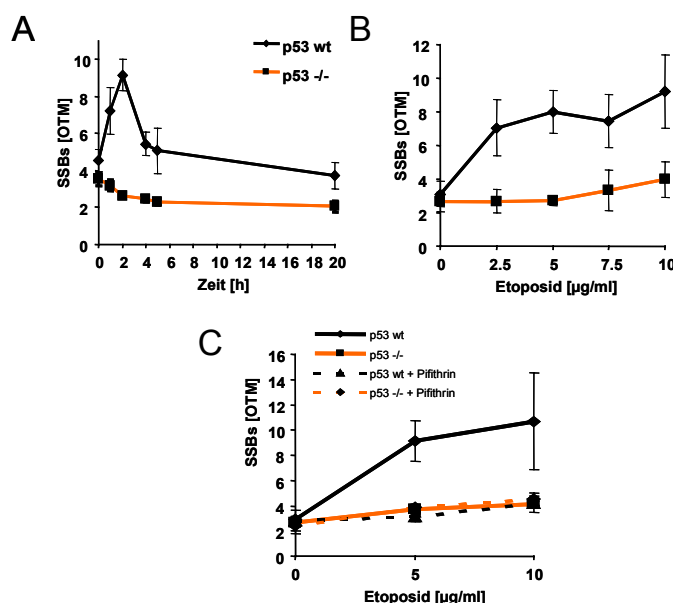 A
p53 wt
p53 -/-
SSBs [OTM]
10
8
6
4
2
0
0 2 4 6 8 10 12 14 16 18 20
Zeit [h]
B
SSBs [OTM]
12
10
8
6
4
2
0
0 2.5 5 7.5 10
Etoposid [µg/ml]
C
p53 wt
p53 -/-
p53 wt + Pifithrin
p53 -/- + Pifithrin
SSBs [OTM]
16
14
12
10
8
6
4
2
0
0 5 10
Etoposid [µg/ml]